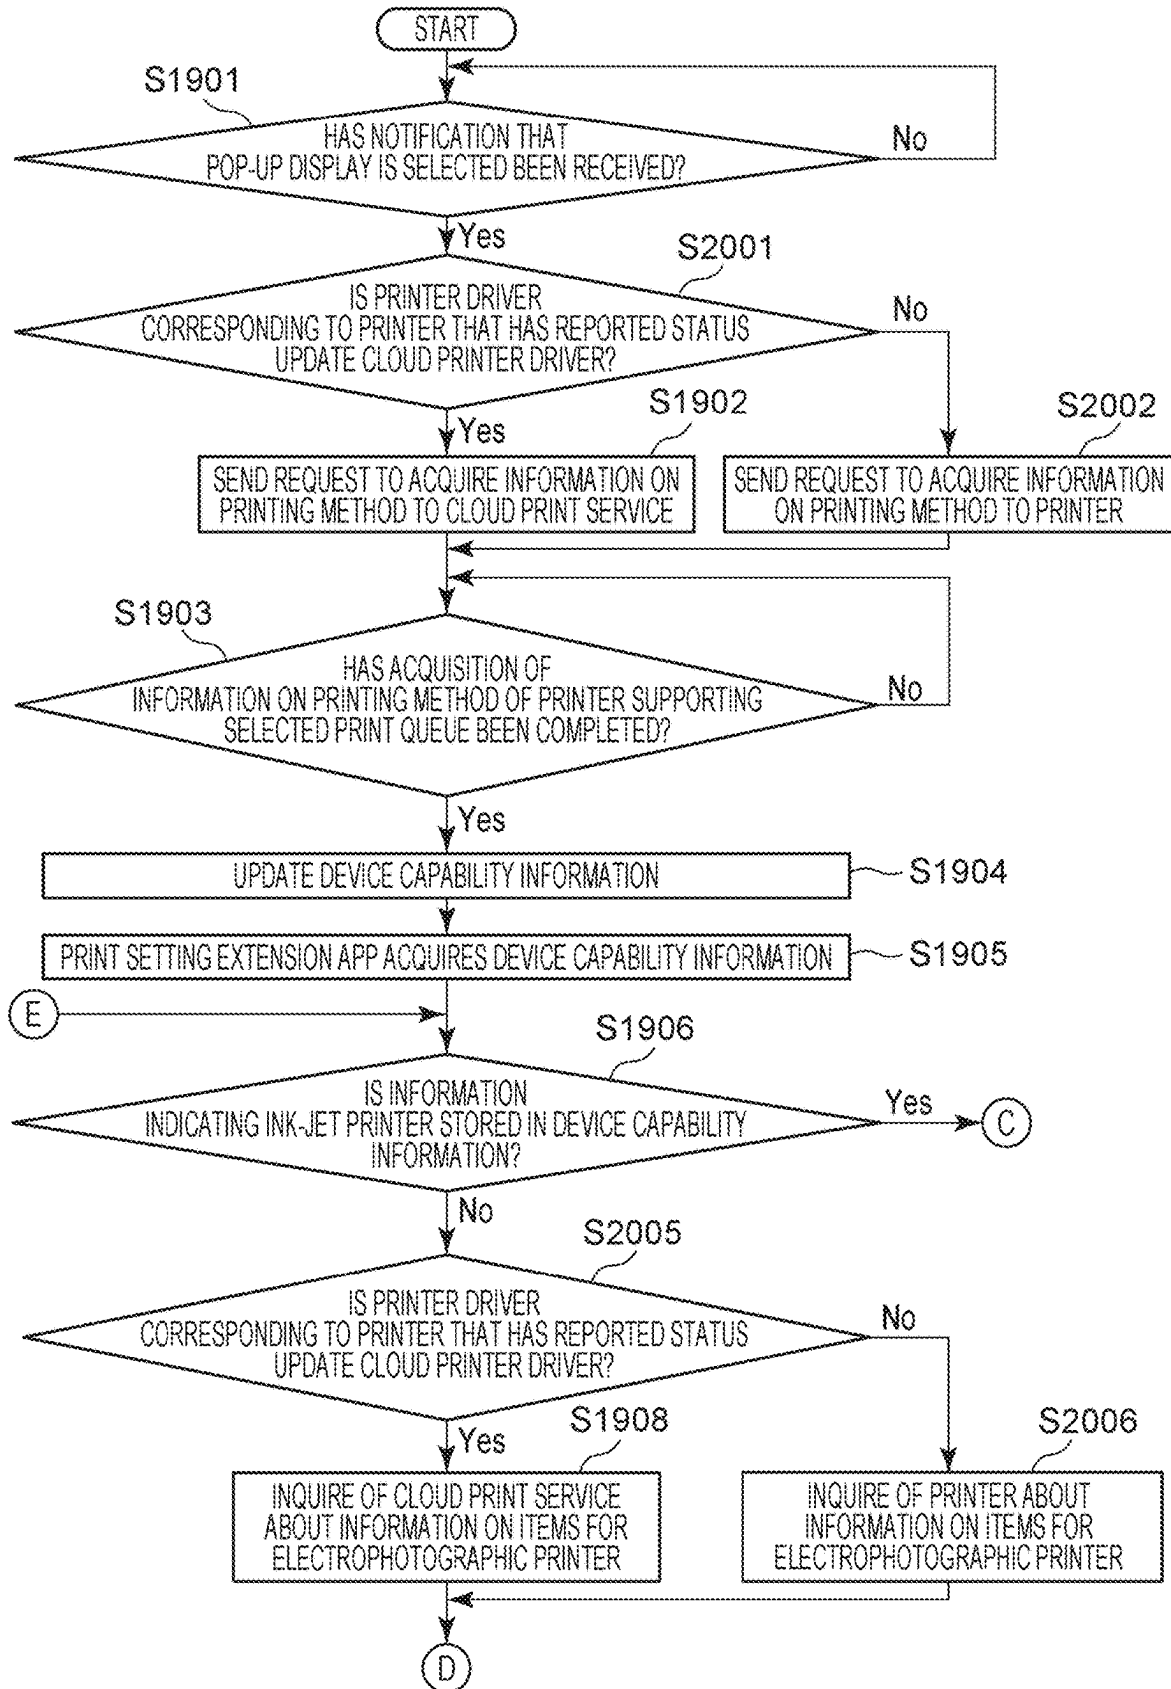 START
S1901
HAS NOTIFICATION THAT
POP-UP DISPLAY IS SELECTED BEEN RECEIVED?
No
Yes
S2001
IS PRINTER DRIVER
CORRESPONDING TO PRINTER THAT HAS REPORTED STATUS
UPDATE CLOUD PRINTER DRIVER?
No
Yes
S1902
SEND REQUEST TO ACQUIRE INFORMATION ON
PRINTING METHOD TO CLOUD PRINT SERVICE
S2002
SEND REQUEST TO ACQUIRE INFORMATION
ON PRINTING METHOD TO PRINTER
S1903
HAS ACQUISITION OF
INFORMATION ON PRINTING METHOD OF PRINTER SUPPORTING
SELECTED PRINT QUEUE BEEN COMPLETED?
No
Yes
UPDATE DEVICE CAPABILITY INFORMATION
S1904
PRINT SETTING EXTENSION APP ACQUIRES DEVICE CAPABILITY INFORMATION
S1905
E
S1906
IS INFORMATION
INDICATING INK-JET PRINTER STORED IN DEVICE CAPABILITY
INFORMATION?
Yes
C
No
S2005
IS PRINTER DRIVER
CORRESPONDING TO PRINTER THAT HAS REPORTED STATUS
UPDATE CLOUD PRINTER DRIVER?
No
Yes
S1908
INQUIRE OF CLOUD PRINT SERVICE
ABOUT INFORMATION ON ITEMS FOR
ELECTROPHOTOGRAPHIC PRINTER
S2006
INQUIRE OF PRINTER ABOUT
INFORMATION ON ITEMS FOR
ELECTROPHOTOGRAPHIC PRINTER
D